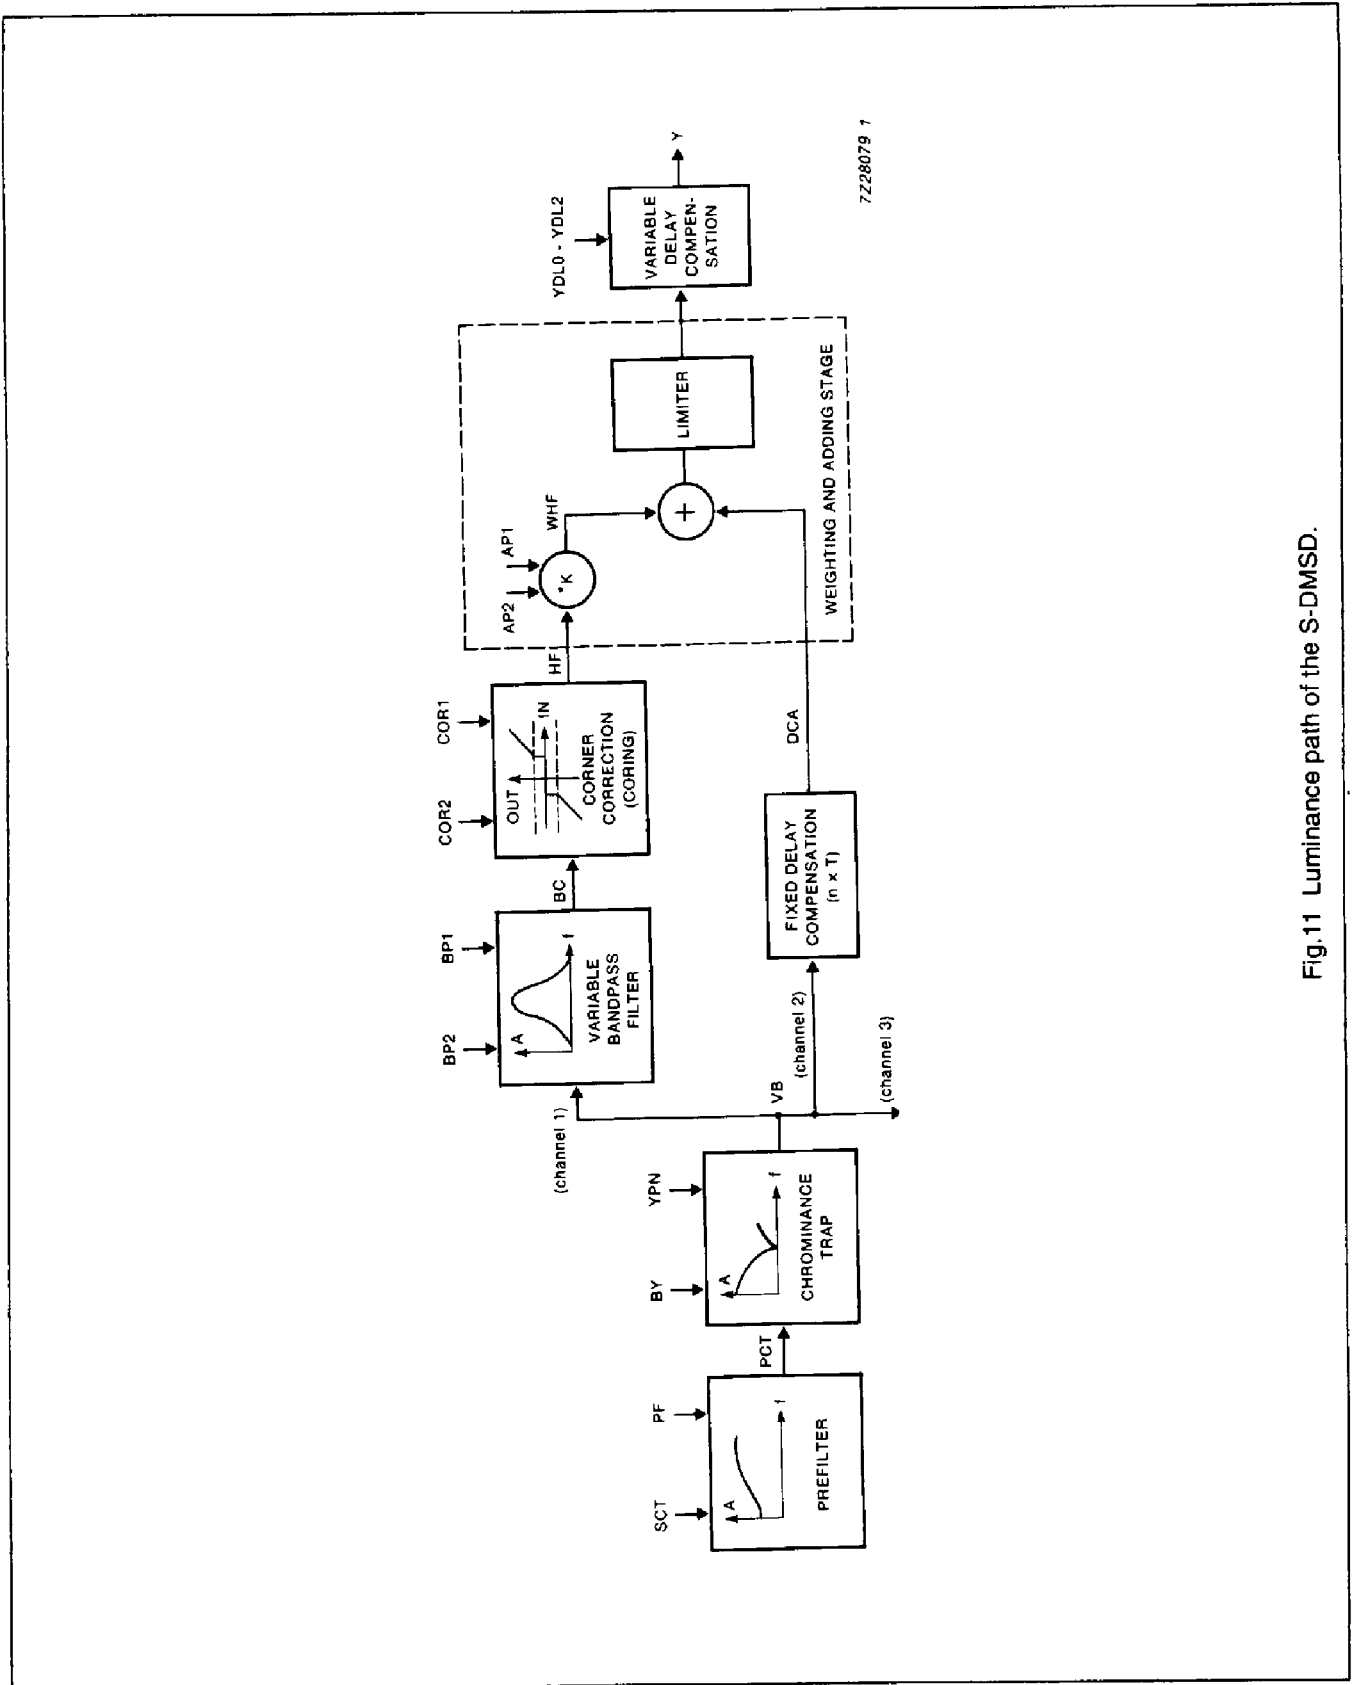 SCT
PF
A
f
PREFILTER
PCT
BY
YPN
A
f
CHROMINANCE
TRAP
VB
(channel 1)
(channel 2)
(channel 3)
BP2
BP1
A
f
VARIABLE
BANDPASS
FILTER
BC
COR2
COR1
OUT
IN
CORNER
CORRECTION
(CORING)
HF
FIXED DELAY
COMPENSATION
(n x T)
DCA
AP2
AP1
*K
WHF
+
LIMITER
WEIGHTING AND ADDING STAGE
YDL0 - YDL2
VARIABLE
DELAY
COMPEN-
SATION
Y
7Z28079 1
Fig.11 Luminance path of the S-DMSD.